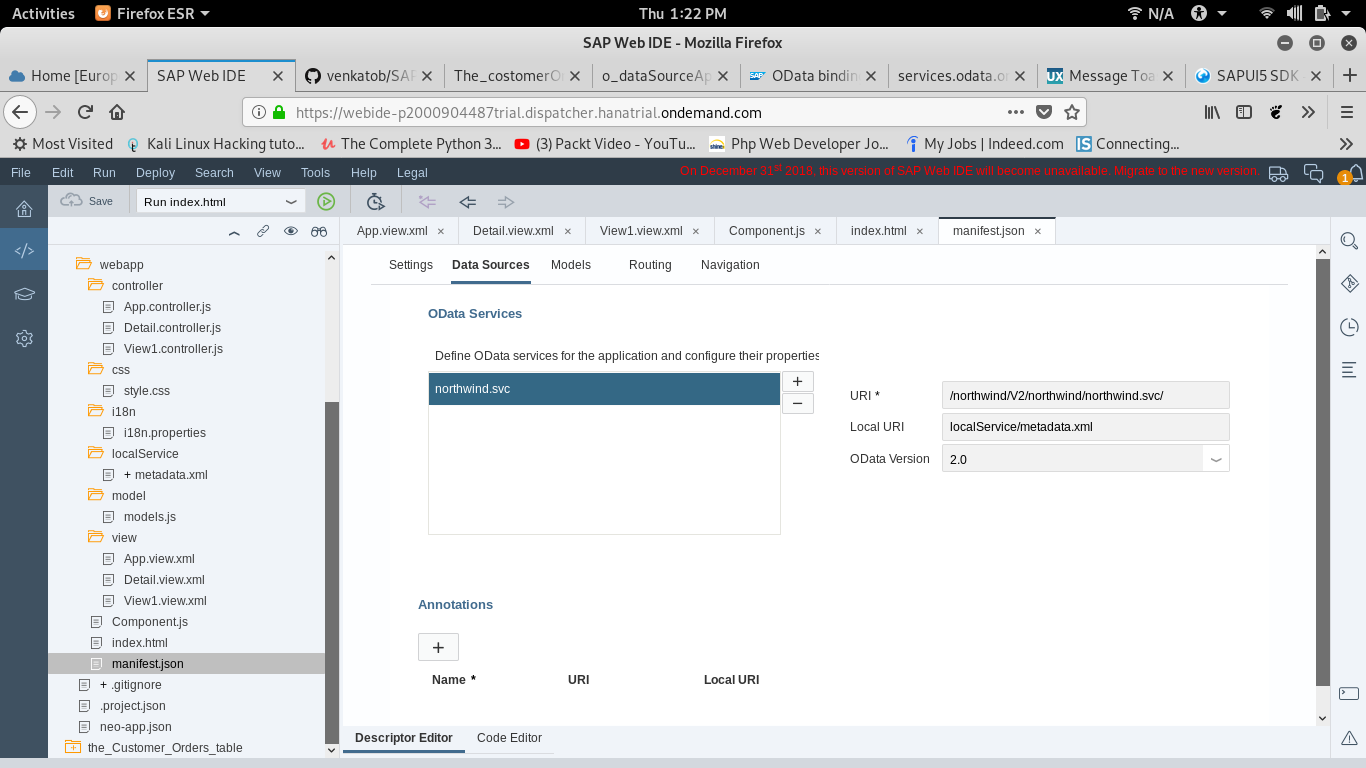 Activities Firefox ESR Thu 1:22 PM N/A
SAP Web IDE - Mozilla Firefox
Home [Europ SAP Web IDE venkatob/SAP The_costomerO o_dataSourceAp OData bindin services.odata.o Message Toa SAPUI5 SDK
https://webide-p2000904487trial.dispatcher.hanatrial.ondemand.com
Most Visited Kali Linux Hacking tuto... The Complete Python 3... (3) Packt Video - YouTu... Php Web Developer Jo... My Jobs | Indeed.com Connecting...
File Edit Run Deploy Search View Tools Help Legal On December 31st 2018, this version of SAP Web IDE will become unavailable. Migrate to the new version. 1
Save Run index.html
App.view.xml × Detail.view.xml × View1.view.xml × Component.js × index.html × manifest.json ×
webapp
controller
App.controller.js
Detail.controller.js
View1.controller.js
css
style.css
i18n
i18n.properties
localService
+ metadata.xml
model
models.js
view
App.view.xml
Detail.view.xml
View1.view.xml
Component.js
index.html
manifest.json
+ .gitignore
.project.json
neo-app.json
the_Customer_Orders_table
Settings Data Sources Models Routing Navigation
OData Services
Define OData services for the application and configure their properties
northwind.svc
+
−
URI * /northwind/V2/northwind/northwind.svc/
Local URI localService/metadata.xml
OData Version 2.0
Annotations
+
Name * URI Local URI
Descriptor Editor Code Editor